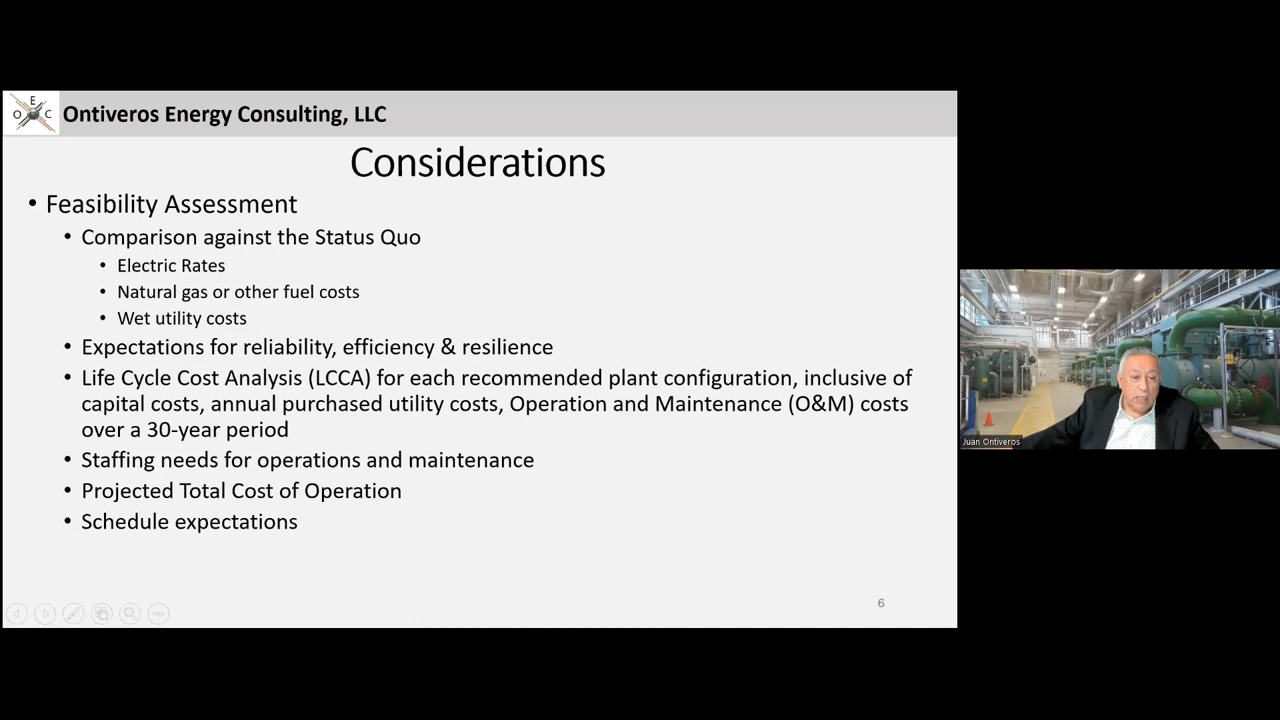 E
O C
Ontiveros Energy Consulting, LLC
Considerations
• Feasibility Assessment
• Comparison against the Status Quo
• Electric Rates
• Natural gas or other fuel costs
• Wet utility costs
• Expectations for reliability, efficiency & resilience
• Life Cycle Cost Analysis (LCCA) for each recommended plant configuration, inclusive of
capital costs, annual purchased utility costs, Operation and Maintenance (O&M) costs
over a 30-year period
• Staffing needs for operations and maintenance
• Projected Total Cost of Operation
• Schedule expectations
6
Juan Ontiveros